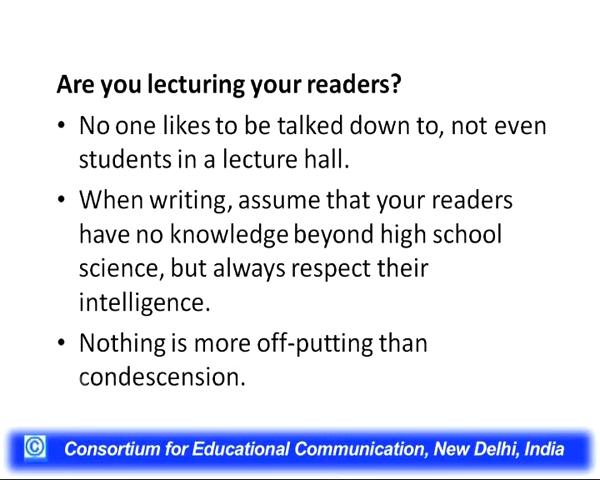 Are you lecturing your readers?
• No one likes to be talked down to, not even
students in a lecture hall.
• When writing, assume that your readers
have no knowledge beyond high school
science, but always respect their
intelligence.
• Nothing is more off-putting than
condescension.
© Consortium for Educational Communication, New Delhi, India